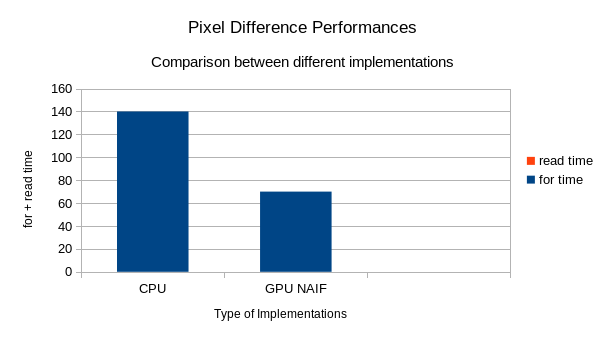 Pixel Difference Performances
Comparison between different implementations
for + read time
160
140
120
100
80
60
40
20
0
CPU
GPU NAIF
Type of Implementations
read time
for time